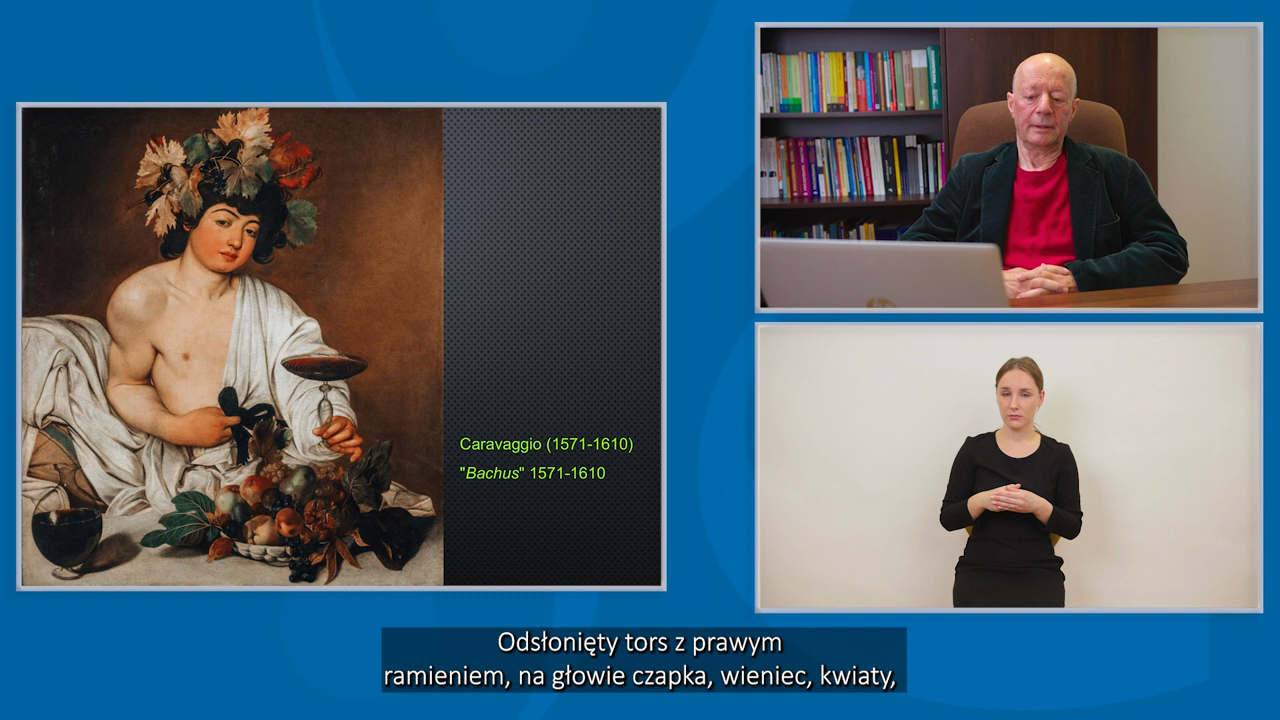 Caravaggio (1571-1610)
"Bachus" 1571-1610
Odsłonięty tors z prawym
ramieniem, na głowie czapka, wieniec, kwiaty,